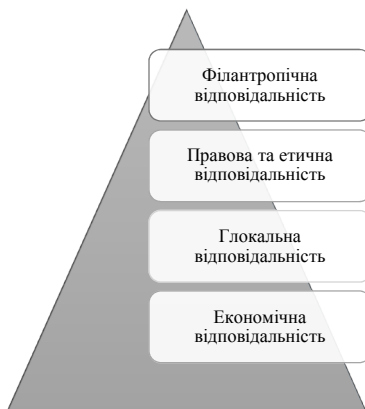 Філантропічна
відповідальність
Правова та етична
відповідальність
Глокальна
відповідальність
Економічна
відповідальність